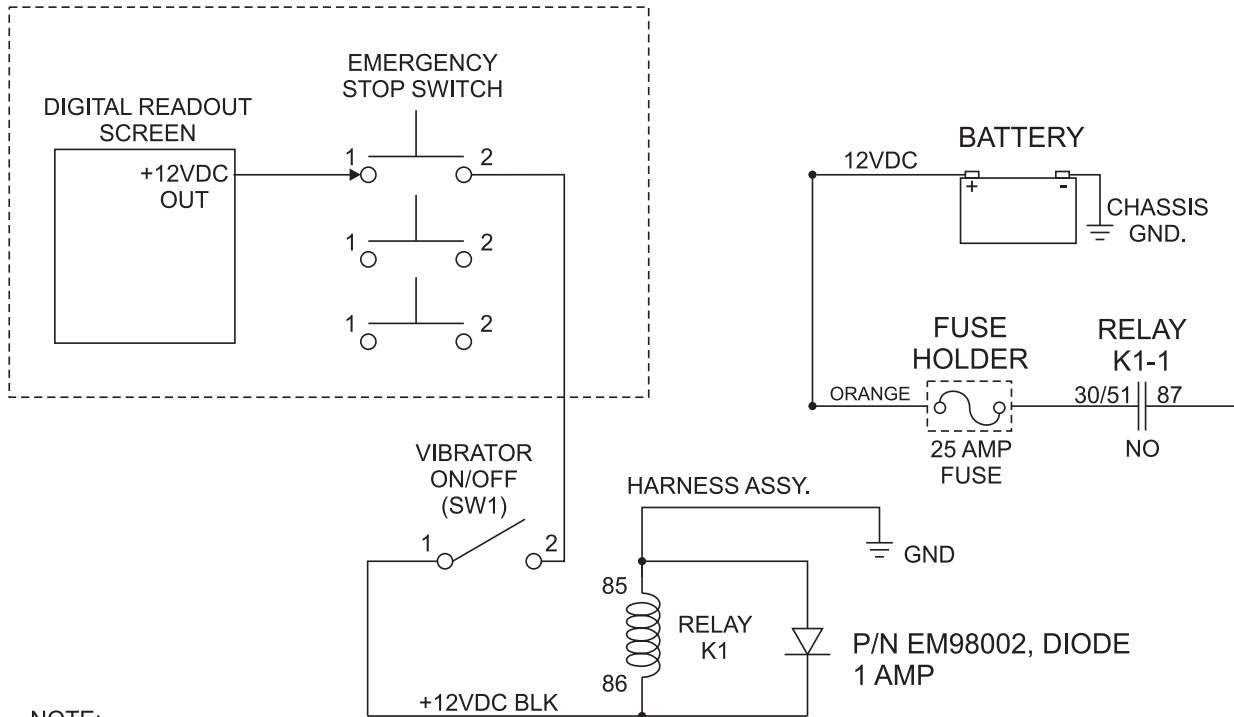 EMERGENCY
STOP SWITCH
DIGITAL READOUT
SCREEN
+12VDC
OUT
1 2
1 2
1 2
BATTERY
12VDC
+ -
CHASSIS
GND.
FUSE
HOLDER
RELAY
K1-1
ORANGE
30/51 87
25 AMP
FUSE
NO
VIBRATOR
ON/OFF
(SW1)
1 2
HARNESS ASSY.
GND
85
RELAY
K1
86
P/N EM98002, DIODE
1 AMP
+12VDC BLK
NOTE: